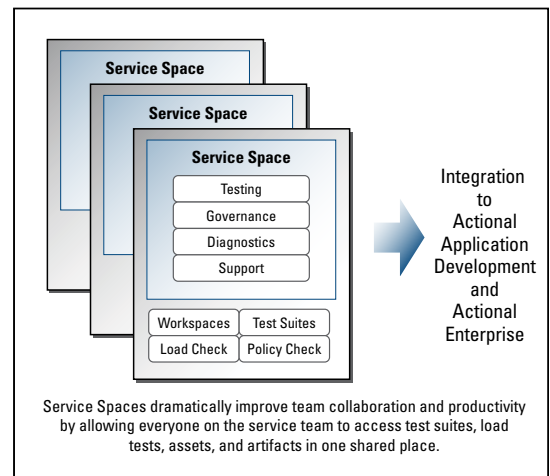 Service Space
Service Space
Service Space
Testing
Governance
Diagnostics
Support
Workspaces
Test Suites
Load Check
Policy Check
Integration
to
Actional
Application
Development
and
Actional
Enterprise
Service Spaces dramatically improve team collaboration and productivity
by allowing everyone on the service team to access test suites, load
tests, assets, and artifacts in one shared place.